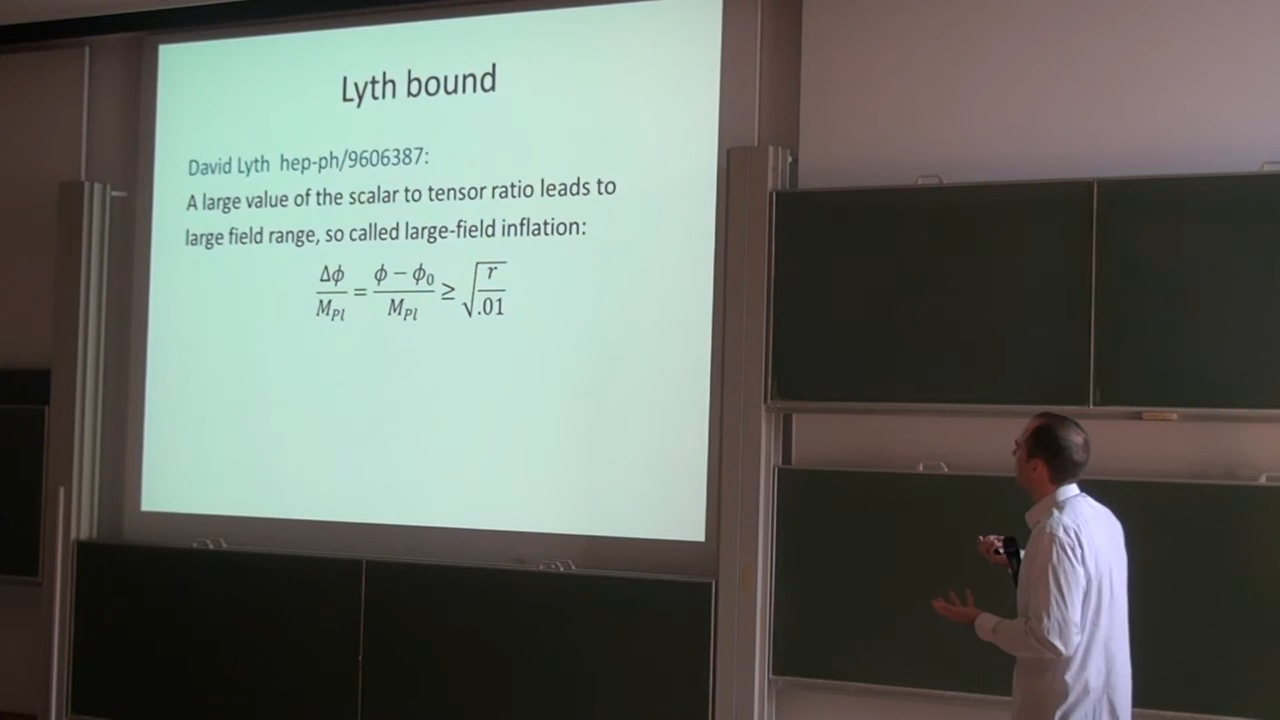 Lyth bound
David Lyth hep-ph/9606387:
A large value of the scalar to tensor ratio leads to
large field range, so called large-field inflation:
Δϕ/M_Pl = ϕ − ϕ₀/M_Pl ≥ √r/.01